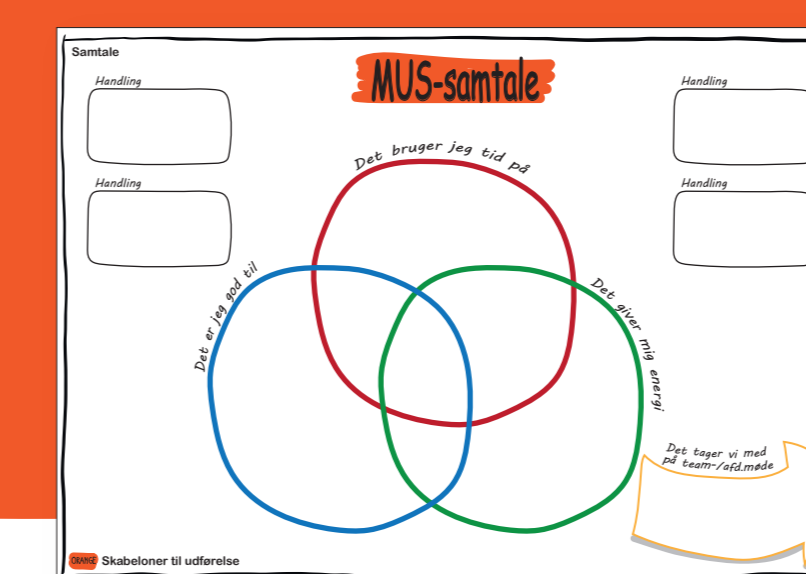 Samtale
MUS-samtale
Handling
Handling
Handling
Handling
Det bruger jeg tid på
Det er jeg god til
Det giver mig energi
Det tager vi med
på team-/afd.møde
ORANGE Skabeloner til udførelse